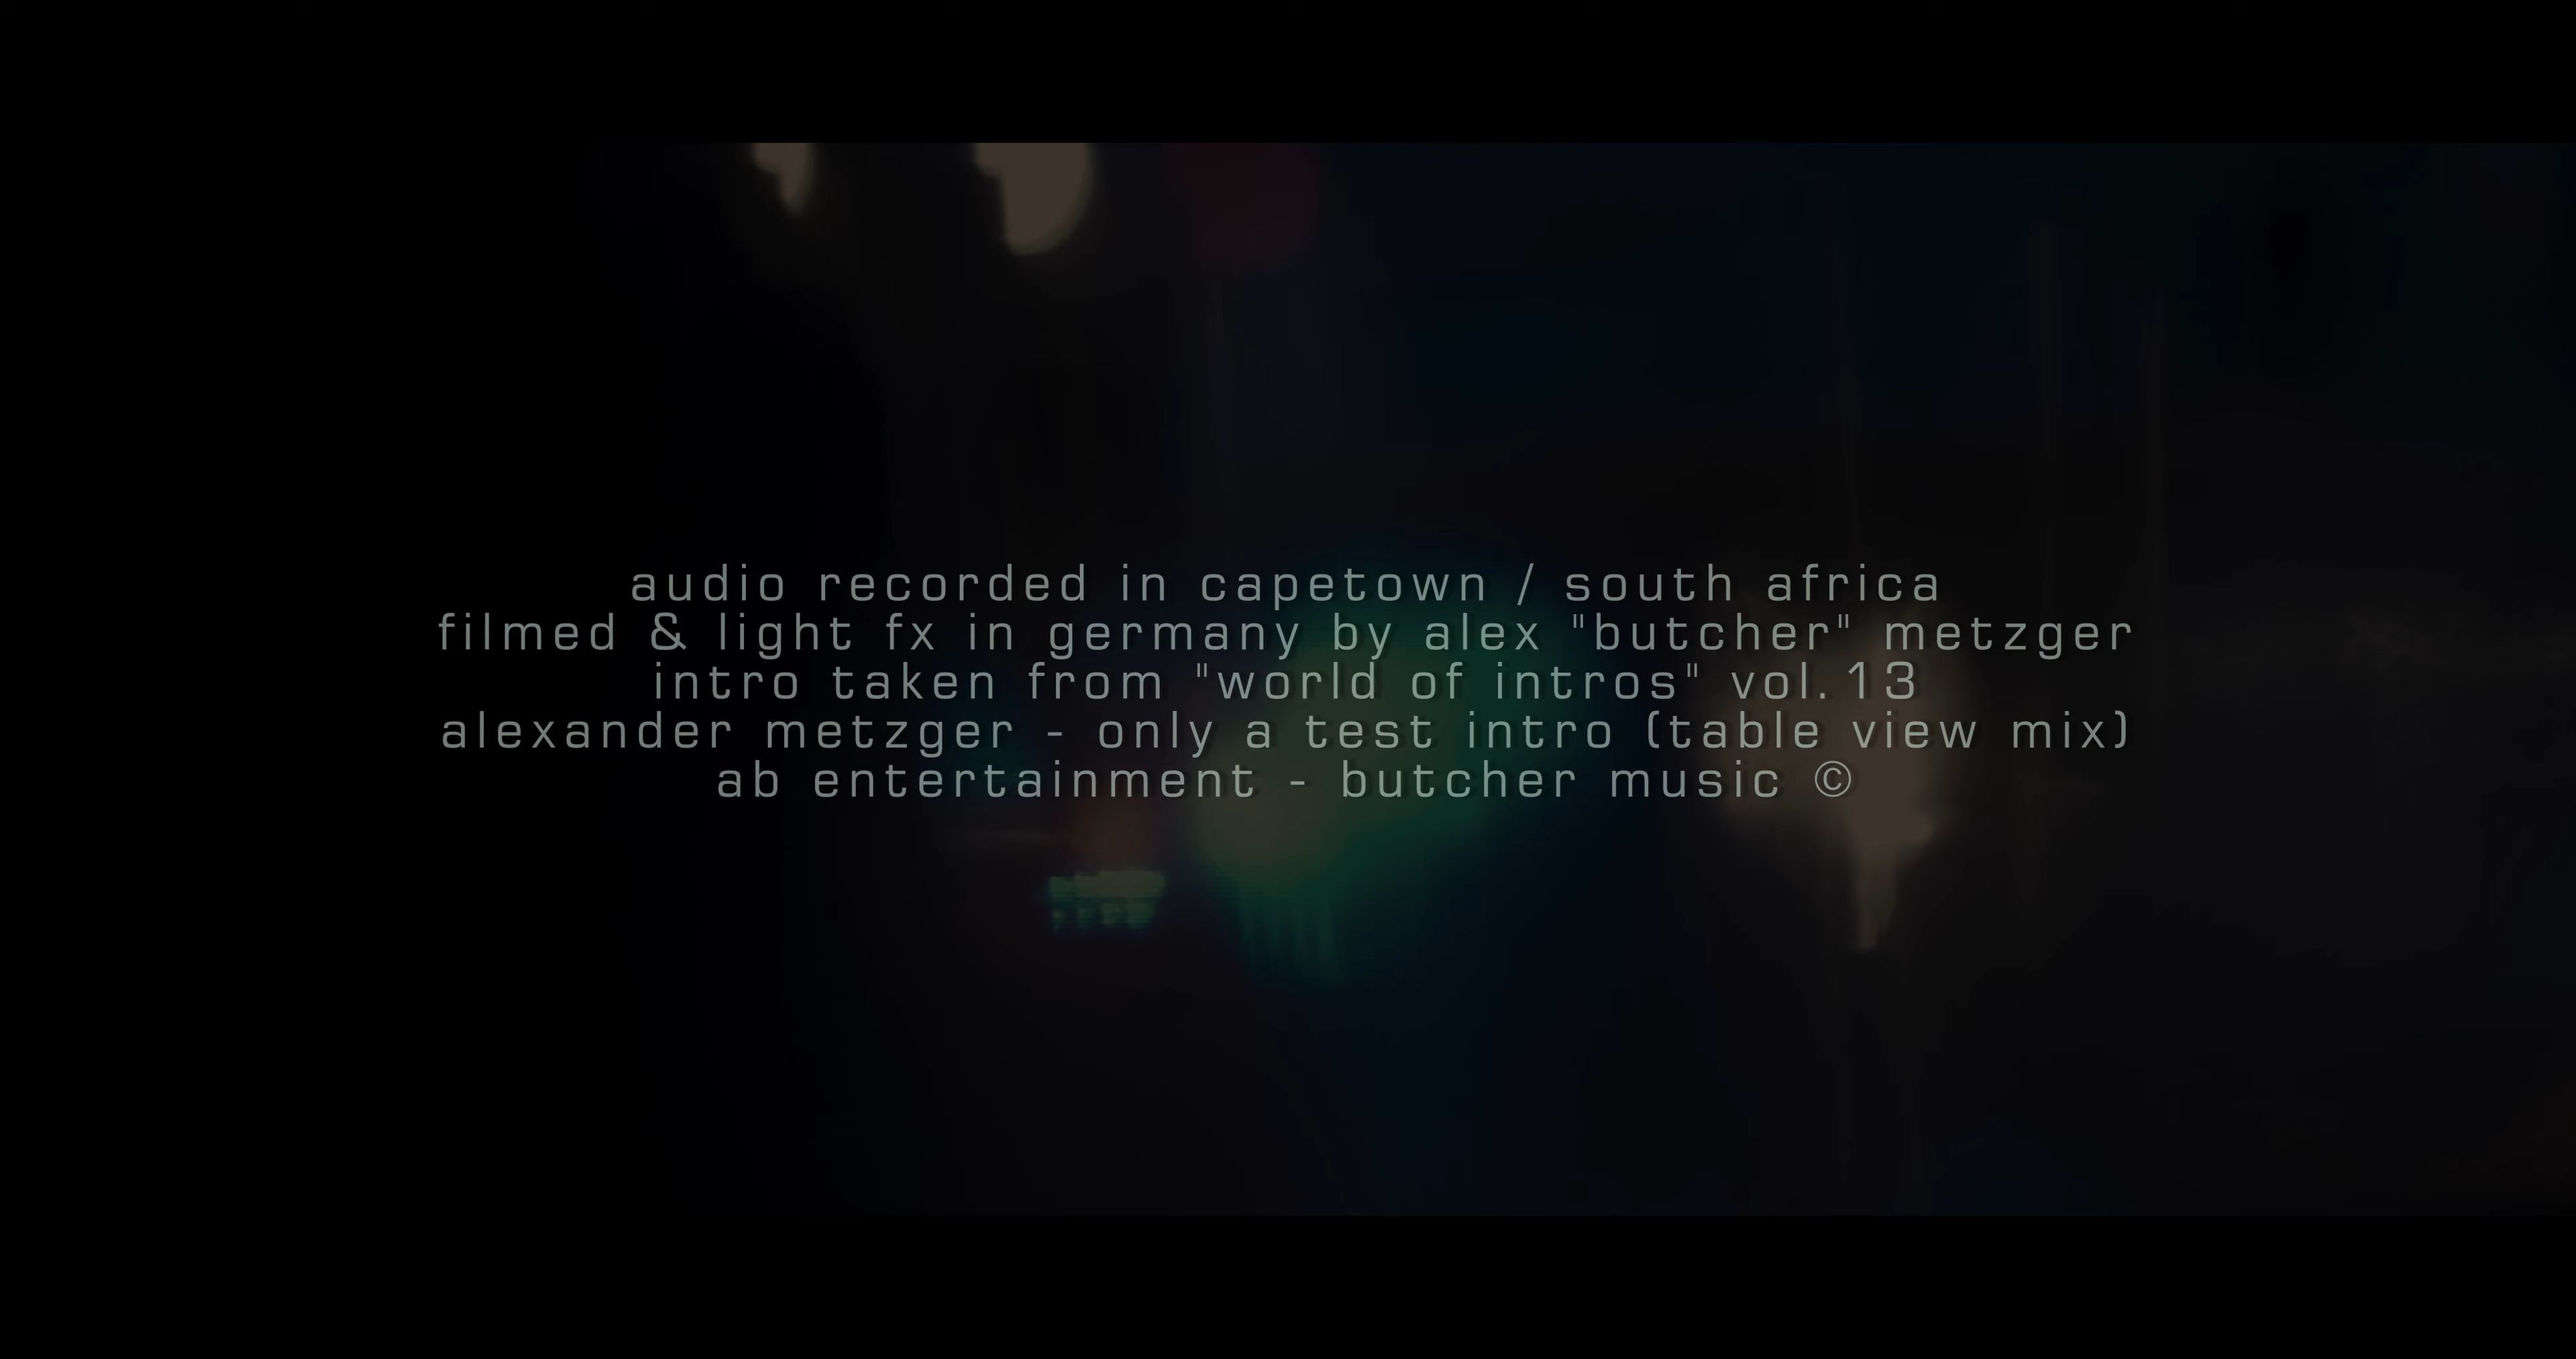 audio recorded in capetown / south africa
filmed & light fx in germany by alex "butcher" metzger
intro taken from "world of intros" vol.13
alexander metzger - only a test intro (table view mix)
ab entertainment - butcher music ©